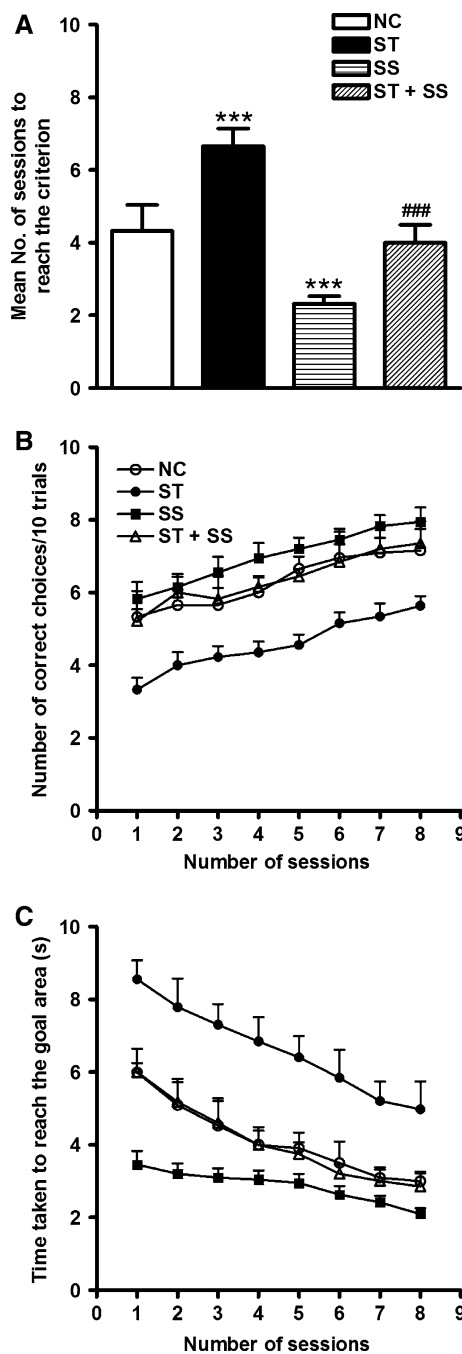 A
NC
ST
SS
ST + SS
Mean No. of sessions to
reach the criterion
10
8
6
4
2
0
***
***
###
B
NC
ST
SS
ST + SS
Number of correct choices/10 trials
10
8
6
4
2
0
0 1 2 3 4 5 6 7 8 9
Number of sessions
C
Time taken to reach the goal area (s)
10
8
6
4
2
0
0 1 2 3 4 5 6 7 8 9
Number of sessions